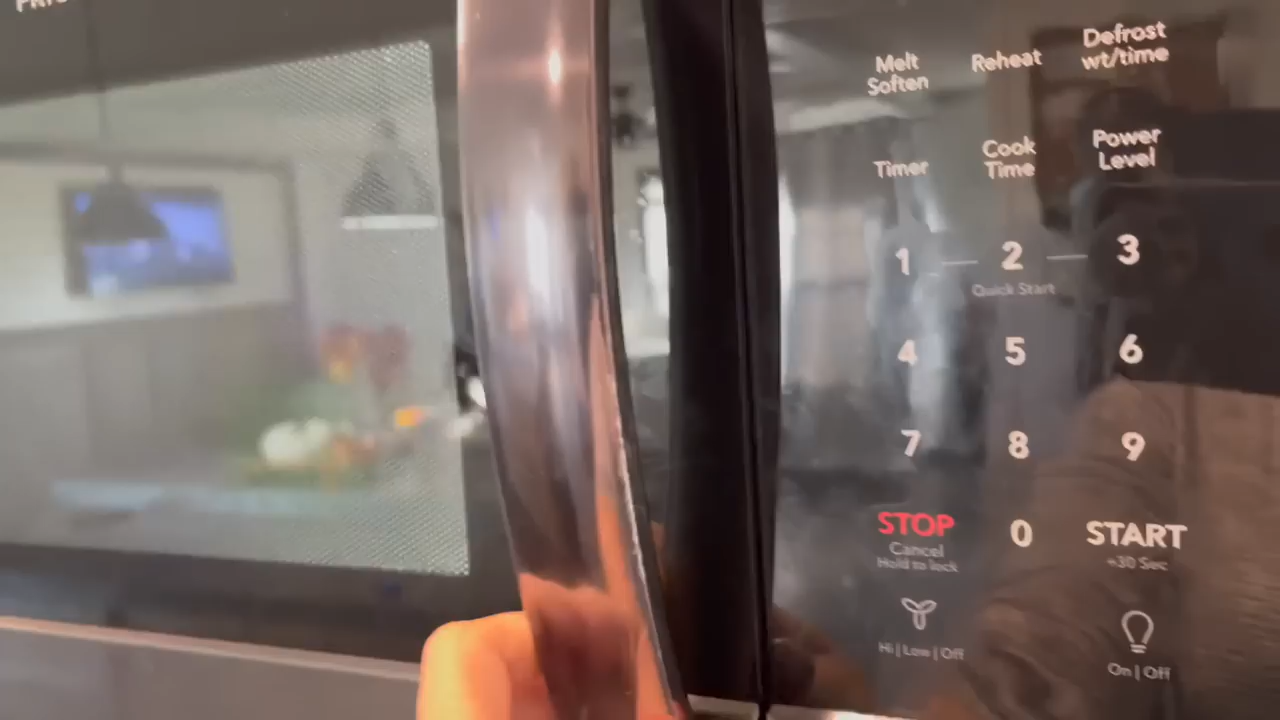 Melt Soften
Reheat
Defrost wt/time
Timer
Cook Time
Power Level
1 2 3
Quick Start
4 5 6
7 8 9
STOP 0 START
Cancel
Hold to lock
+30 Sec
Hi | Low | Off
On | Off